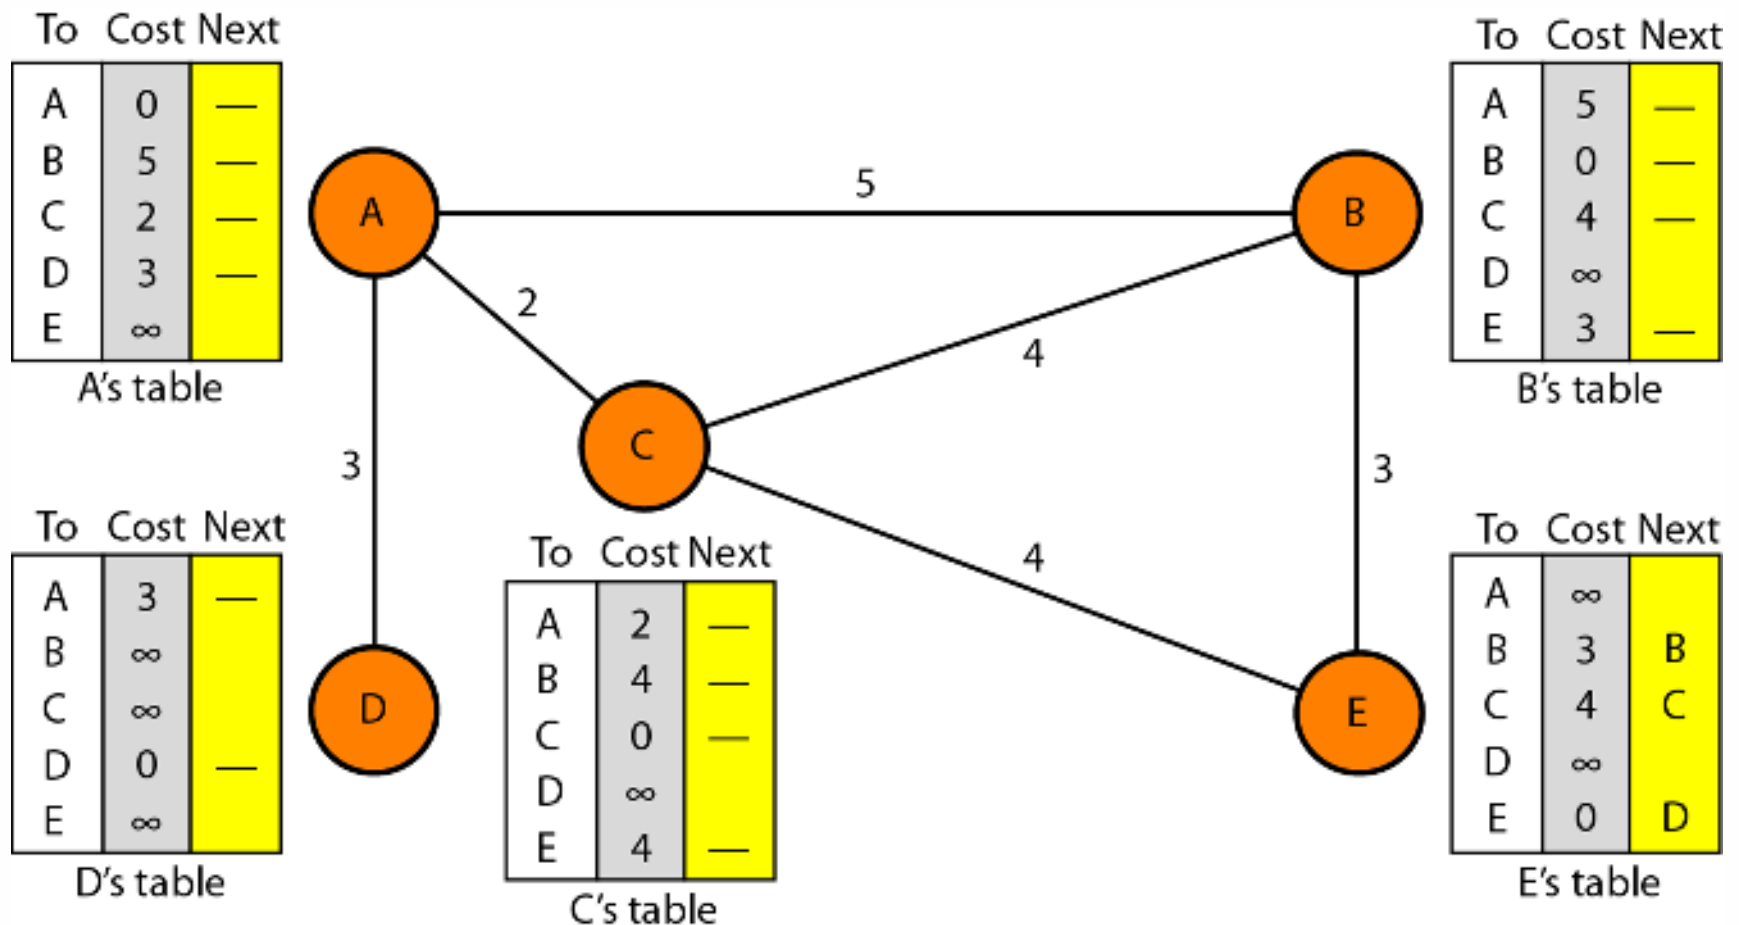 To Cost Next
A 0 —
B 5 —
C 2 —
D 3 —
E ∞
A's table
To Cost Next
A 5 —
B 0 —
C 4 —
D ∞
E 3 —
B's table
A
5
B
2
4
C
3
3
4
D
E
To Cost Next
A 3 —
B ∞
C ∞
D 0 —
E ∞
D's table
To Cost Next
A 2 —
B 4 —
C 0 —
D ∞
E 4 —
C's table
To Cost Next
A ∞
B 3 B
C 4 C
D ∞
E 0 D
E's table